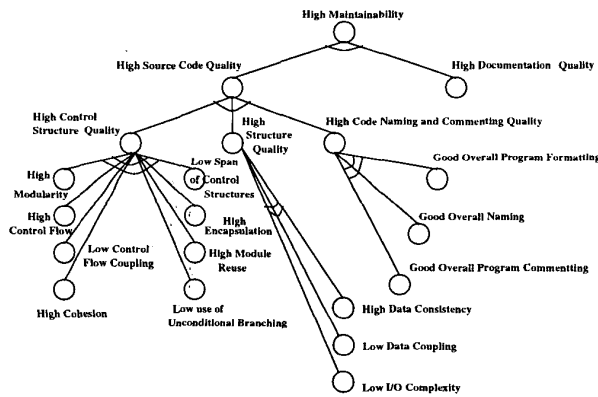 High Maintainability
High Source Code Quality
High Documentation Quality
High Control
Structure Quality
High
Structure
Quality
High Code Naming and Commenting Quality
High
Modularity
Low Span
of Control
Structures
Good Overall Program Formatting
High
Control Flow
High
Encapsulation
Good Overall Naming
Low Control
Flow Coupling
High Module
Reuse
Good Overall Program Commentting
High Cohesion
Low use of
Unconditional Branching
High Data Consistency
Low Data Coupling
Low I/O Complexity